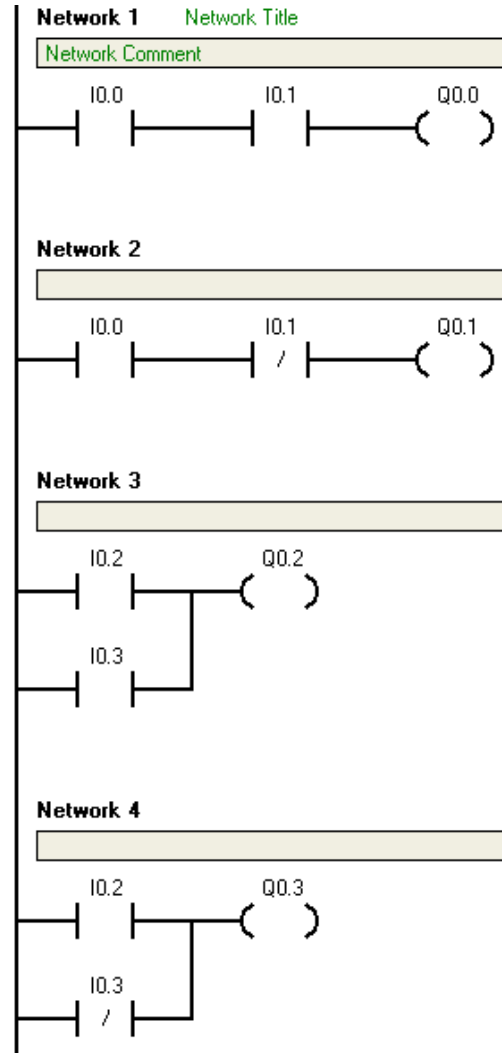 Network 1 Network Title
Network Comment
I0.0 I0.1 Q0.0
Network 2
I0.0 I0.1 Q0.1
/
Network 3
I0.2 Q0.2
I0.3
Network 4
I0.2 Q0.3
I0.3
/